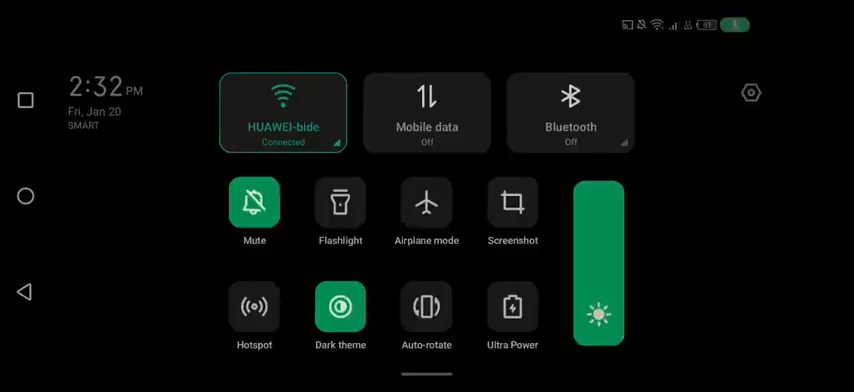 2:32 PM
Fri, Jan 20
SMART
HUAWEI-bide
Connected
Mobile data
Off
Bluetooth
Off
Mute
Flashlight
Airplane mode
Screenshot
Hotspot
Dark theme
Auto-rotate
Ultra Power